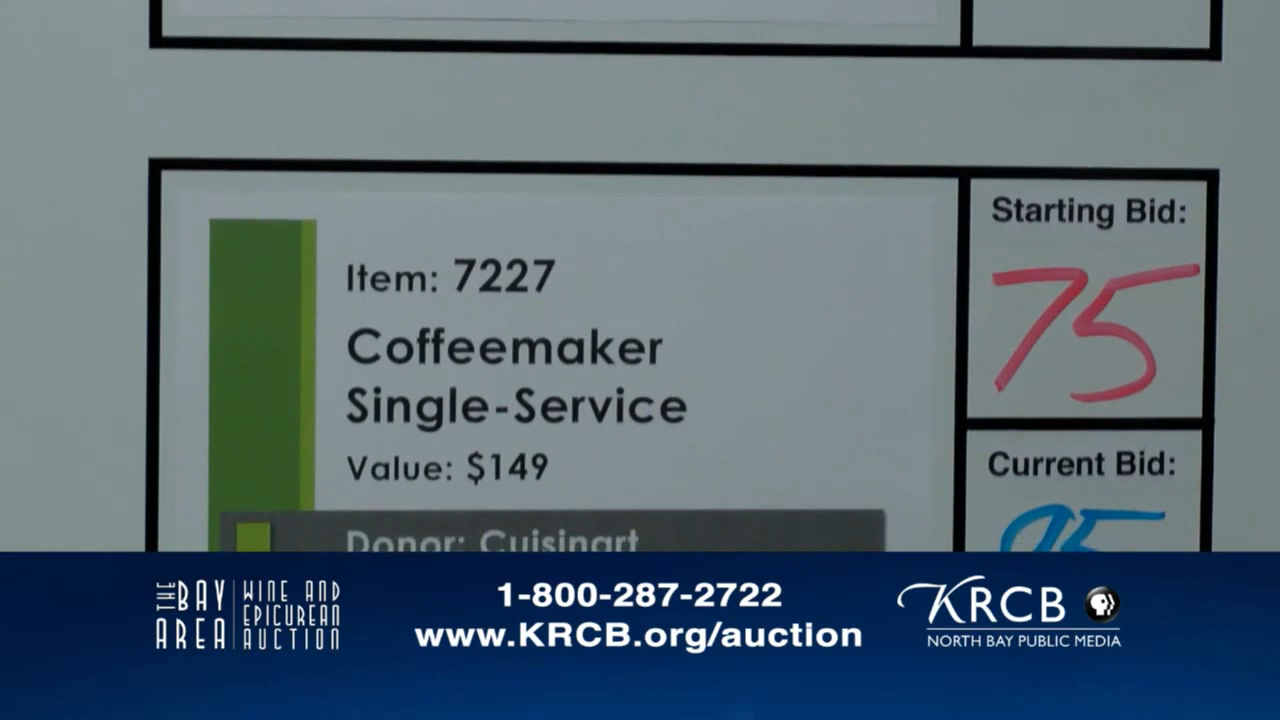 Item: 7227
Coffeemaker
Single-Service
Value: $149
Donor: Cuisinart
Starting Bid:
75
Current Bid:
95
THE BAY AREA
WINE AND
EPICUREAN
AUCTION
1-800-287-2722
www.KRCB.org/auction
KRCB
NORTH BAY PUBLIC MEDIA